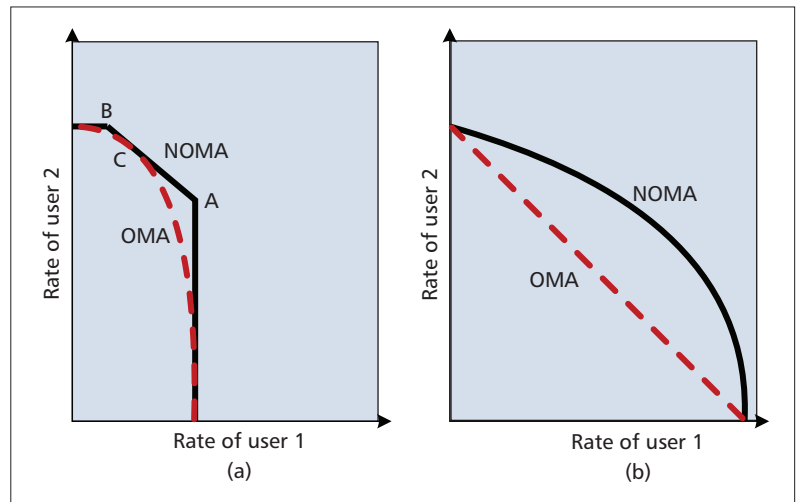 B
C
NOMA
A
OMA
Rate of user 2
Rate of user 1
(a)
NOMA
OMA
Rate of user 2
Rate of user 1
(b)